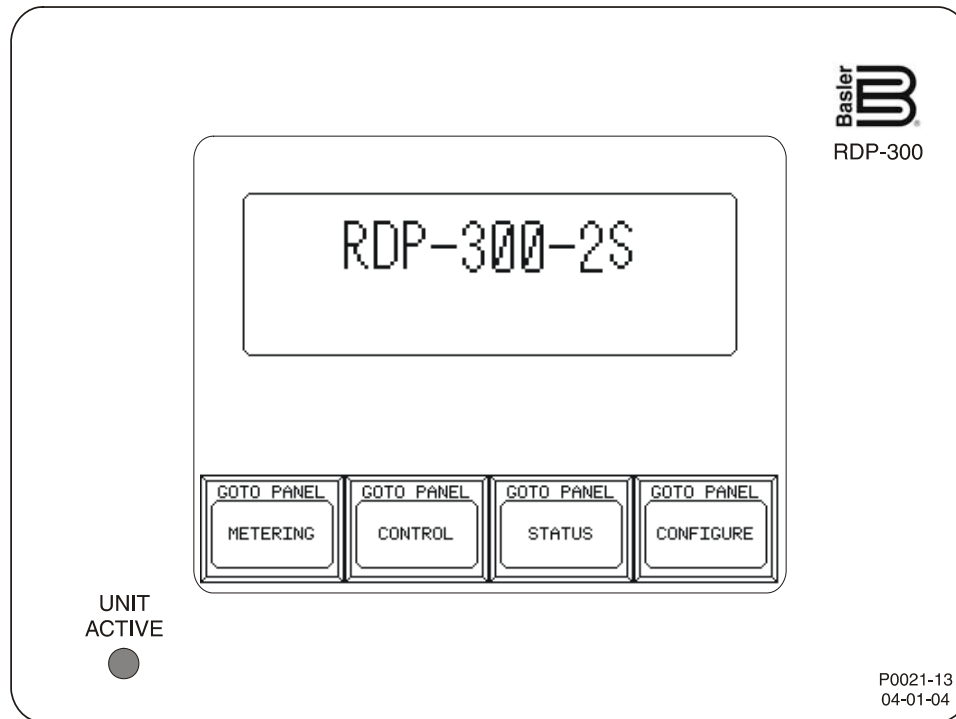 Basler
RDP-300
RDP-300-2S
GOTO PANEL GOTO PANEL GOTO PANEL GOTO PANEL
METERING CONTROL STATUS CONFIGURE
UNIT
ACTIVE
P0021-13
04-01-04